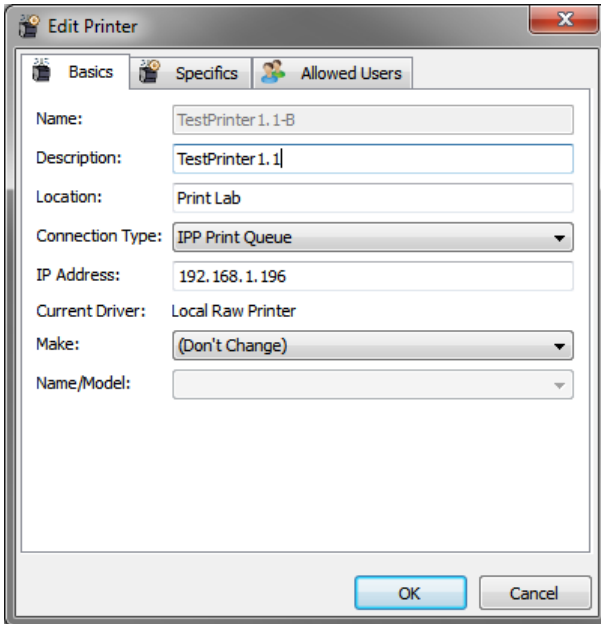 Edit Printer
Basics Specifics Allowed Users
Name: TestPrinter1.1-B
Description: TestPrinter1.1
Location: Print Lab
Connection Type: IPP Print Queue
IP Address: 192.168.1.196
Current Driver: Local Raw Printer
Make: (Don't Change)
Name/Model:
OK Cancel